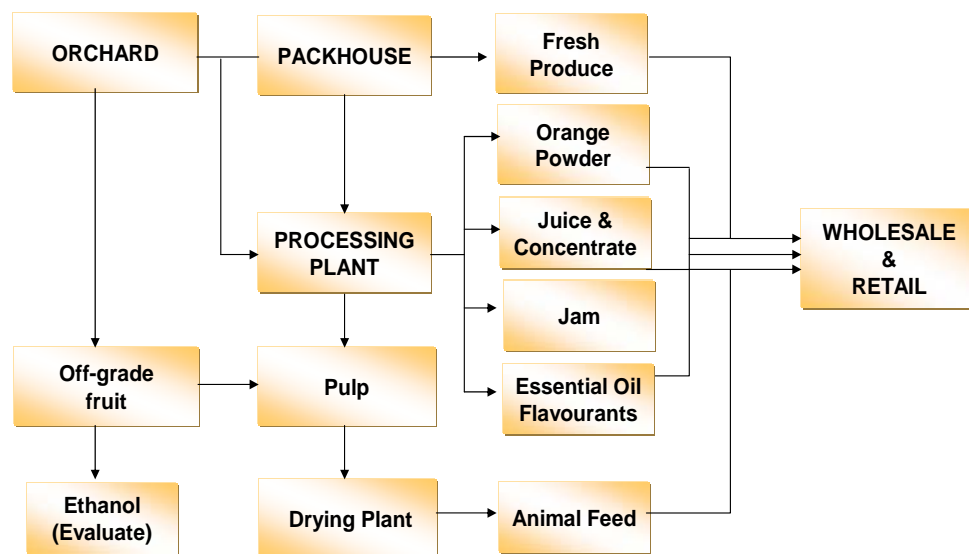 ORCHARD
PACKHOUSE
Fresh
Produce
Orange
Powder
PROCESSING
PLANT
Juice &
Concentrate
WHOLESALE
&
RETAIL
Jam
Off-grade
fruit
Pulp
Essential Oil
Flavourants
Ethanol
(Evaluate)
Drying Plant
Animal Feed